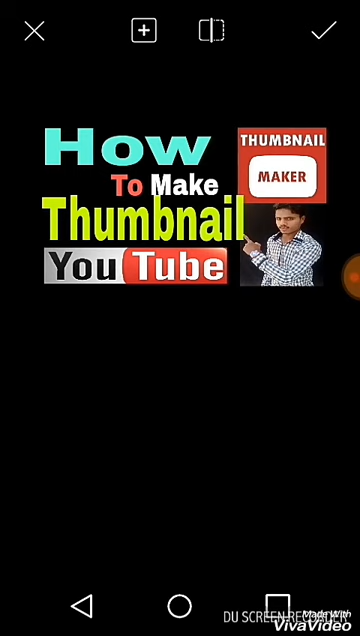 How
THUMBNAIL
MAKER
To Make
Thumbnail
YouTube
Made With
DU SCREEN RECORDER
VivaVideo